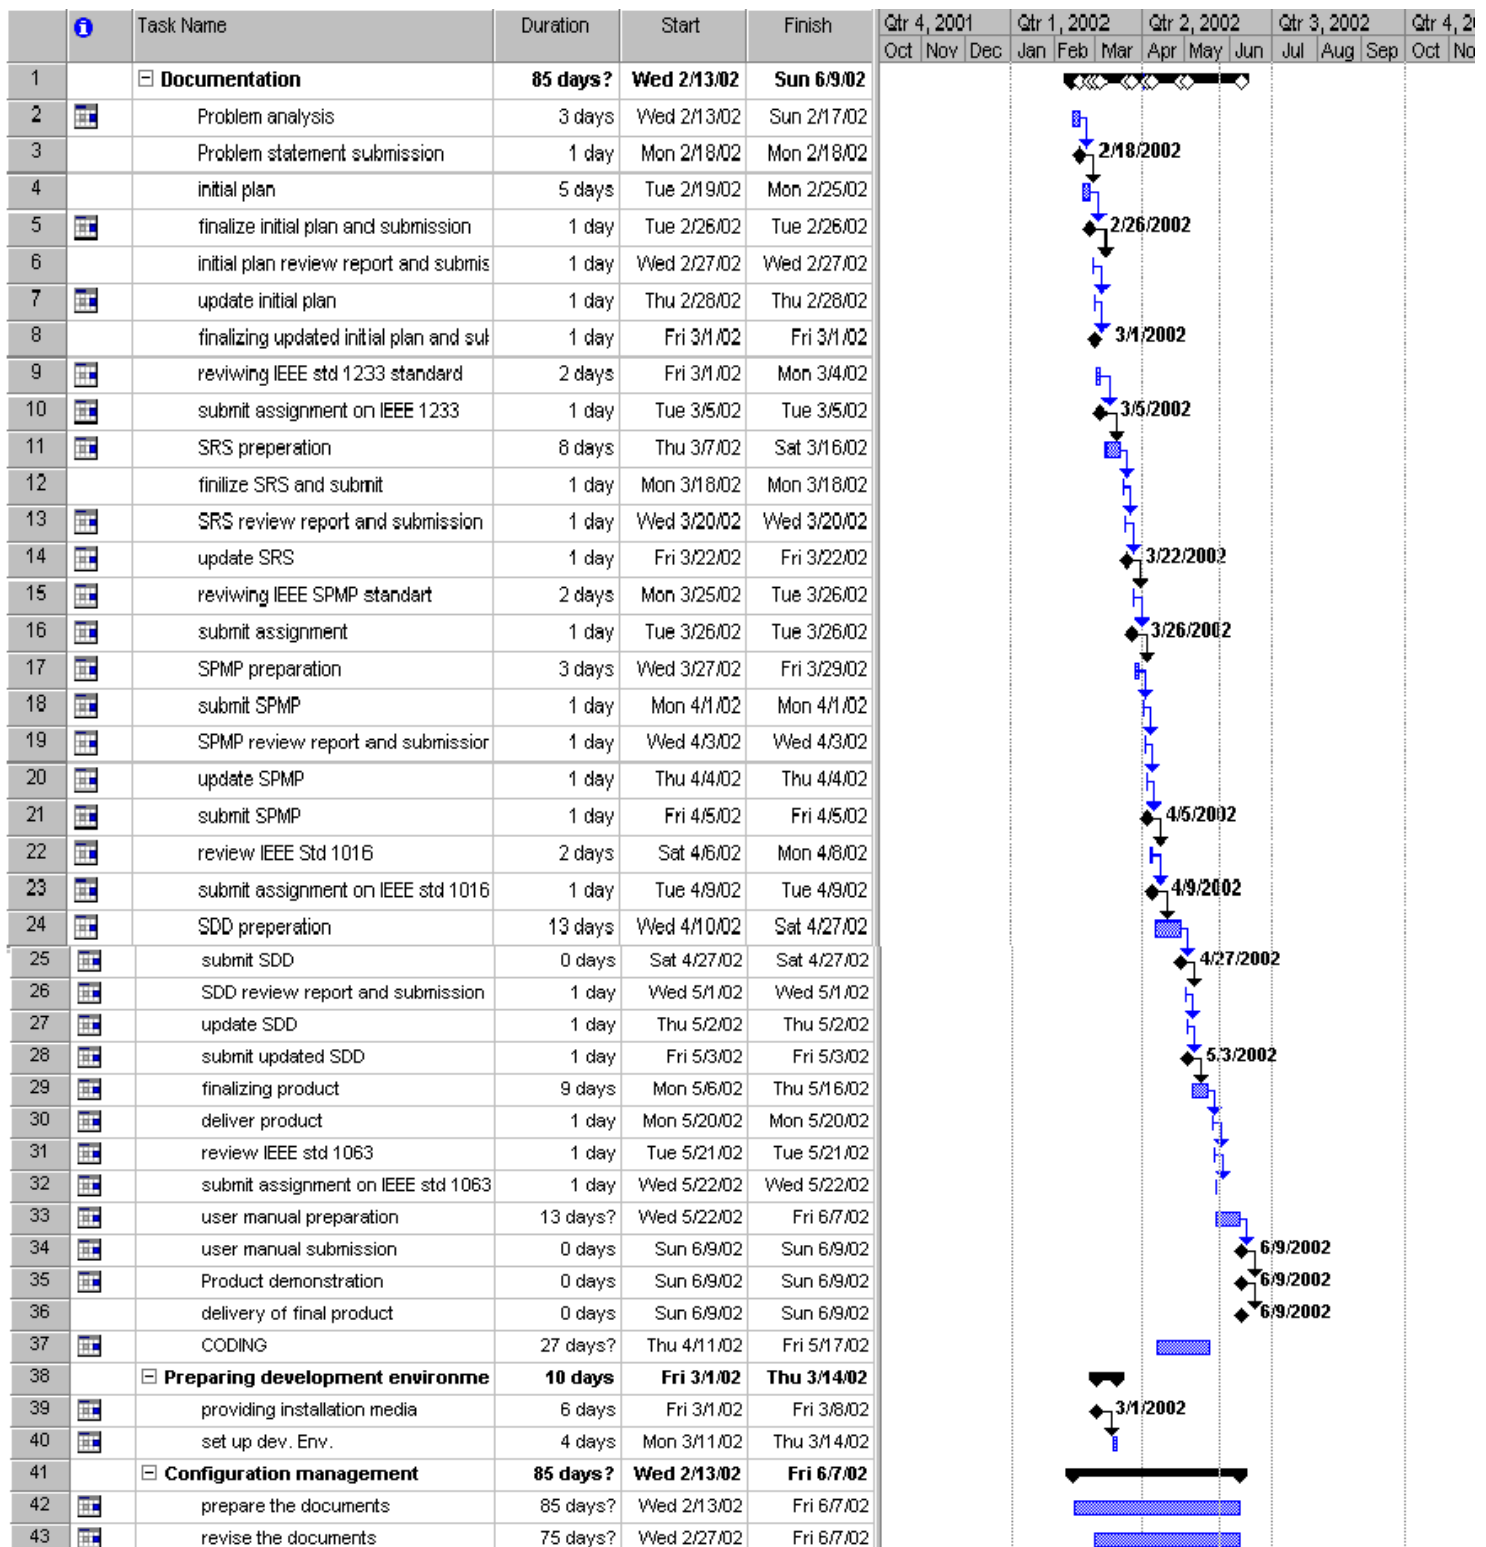 Task Name Duration Start Finish Qtr 4, 2001 Qtr 1, 2002 Qtr 2, 2002 Qtr 3, 2002 Qtr 4, 2
Oct Nov Dec Jan Feb Mar Apr May Jun Jul Aug Sep Oct No
1 Documentation 85 days? Wed 2/13/02 Sun 6/9/02
2 Problem analysis 3 days Wed 2/13/02 Sun 2/17/02
3 Problem statement submission 1 day Mon 2/18/02 Mon 2/18/02 2/18/2002
4 initial plan 5 days Tue 2/19/02 Mon 2/25/02
5 finalize initial plan and submission 1 day Tue 2/26/02 Tue 2/26/02 2/26/2002
6 initial plan review report and submis 1 day Wed 2/27/02 Wed 2/27/02
7 update initial plan 1 day Thu 2/28/02 Thu 2/28/02
8 finalizing updated initial plan and sub 1 day Fri 3/1/02 Fri 3/1/02 3/1/2002
9 reviwing IEEE std 1233 standard 2 days Fri 3/1/02 Mon 3/4/02
10 submit assignment on IEEE 1233 1 day Tue 3/5/02 Tue 3/5/02 3/5/2002
11 SRS preperation 8 days Thu 3/7/02 Sat 3/16/02
12 finilize SRS and submit 1 day Mon 3/18/02 Mon 3/18/02
13 SRS review report and submission 1 day Wed 3/20/02 Wed 3/20/02
14 update SRS 1 day Fri 3/22/02 Fri 3/22/02 3/22/2002
15 reviwing IEEE SPMP standart 2 days Mon 3/25/02 Tue 3/26/02
16 submit assignment 1 day Tue 3/26/02 Tue 3/26/02 3/26/2002
17 SPMP preparation 3 days Wed 3/27/02 Fri 3/29/02
18 submit SPMP 1 day Mon 4/1/02 Mon 4/1/02
19 SPMP review report and submission 1 day Wed 4/3/02 Wed 4/3/02
20 update SPMP 1 day Thu 4/4/02 Thu 4/4/02
21 submit SPMP 1 day Fri 4/5/02 Fri 4/5/02 4/5/2002
22 review IEEE Std 1016 2 days Sat 4/6/02 Mon 4/8/02
23 submit assignment on IEEE std 1016 1 day Tue 4/9/02 Tue 4/9/02 4/9/2002
24 SDD preperation 13 days Wed 4/10/02 Sat 4/27/02
25 submit SDD 0 days Sat 4/27/02 Sat 4/27/02 4/27/2002
26 SDD review report and submission 1 day Wed 5/1/02 Wed 5/1/02
27 update SDD 1 day Thu 5/2/02 Thu 5/2/02
28 submit updated SDD 1 day Fri 5/3/02 Fri 5/3/02 5/3/2002
29 finalizing product 9 days Mon 5/6/02 Thu 5/16/02
30 deliver product 1 day Mon 5/20/02 Mon 5/20/02
31 review IEEE std 1063 1 day Tue 5/21/02 Tue 5/21/02
32 submit assignment on IEEE std 1063 1 day Wed 5/22/02 Wed 5/22/02
33 user manual preparation 13 days? Wed 5/22/02 Fri 6/7/02
34 user manual submission 0 days Sun 6/9/02 Sun 6/9/02 6/9/2002
35 Product demonstration 0 days Sun 6/9/02 Sun 6/9/02 6/9/2002
36 delivery of final product 0 days Sun 6/9/02 Sun 6/9/02 6/9/2002
37 CODING 27 days? Thu 4/11/02 Fri 5/17/02
38 Preparing development environme 10 days Fri 3/1/02 Thu 3/14/02
39 providing installation media 6 days Fri 3/1/02 Fri 3/8/02 3/1/2002
40 set up dev. Env. 4 days Mon 3/11/02 Thu 3/14/02
41 Configuration management 85 days? Wed 2/13/02 Fri 6/7/02
42 prepare the documents 85 days? Wed 2/13/02 Fri 6/7/02
43 revise the documents 75 days? Wed 2/27/02 Fri 6/7/02